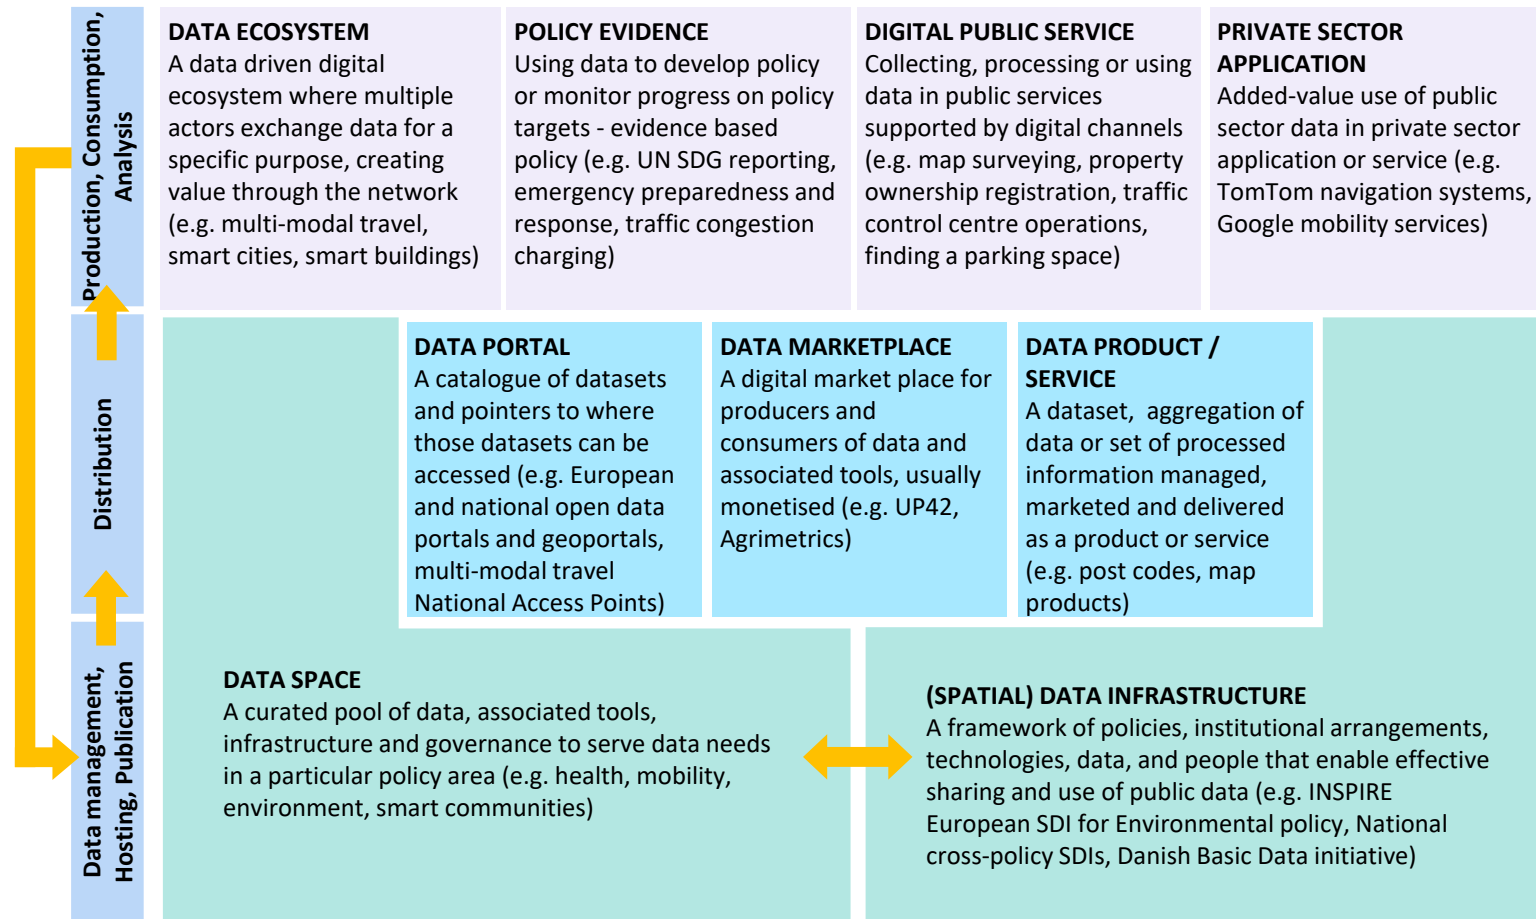 Production, Consumption,
Analysis
DATA ECOSYSTEM
A data driven digital
ecosystem where multiple
actors exchange data for a
specific purpose, creating
value through the network
(e.g. multi-modal travel,
smart cities, smart buildings)
POLICY EVIDENCE
Using data to develop policy
or monitor progress on policy
targets - evidence based
policy (e.g. UN SDG reporting,
emergency preparedness and
response, traffic congestion
charging)
DIGITAL PUBLIC SERVICE
Collecting, processing or using
data in public services
supported by digital channels
(e.g. map surveying, property
ownership registration, traffic
control centre operations,
finding a parking space)
PRIVATE SECTOR
APPLICATION
Added-value use of public
sector data in private sector
application or service (e.g.
TomTom navigation systems,
Google mobility services)
Distribution
DATA PORTAL
A catalogue of datasets
and pointers to where
those datasets can be
accessed (e.g. European
and national open data
portals and geoportals,
multi-modal travel
National Access Points)
DATA MARKETPLACE
A digital market place for
producers and
consumers of data and
associated tools, usually
monetised (e.g. UP42,
Agrimetrics)
DATA PRODUCT /
SERVICE
A dataset, aggregation of
data or set of processed
information managed,
marketed and delivered
as a product or service
(e.g. post codes, map
products)
Data management,
Hosting, Publication
DATA SPACE
A curated pool of data, associated tools,
infrastructure and governance to serve data needs
in a particular policy area (e.g. health, mobility,
environment, smart communities)
(SPATIAL) DATA INFRASTRUCTURE
A framework of policies, institutional arrangements,
technologies, data, and people that enable effective
sharing and use of public data (e.g. INSPIRE
European SDI for Environmental policy, National
cross-policy SDIs, Danish Basic Data initiative)